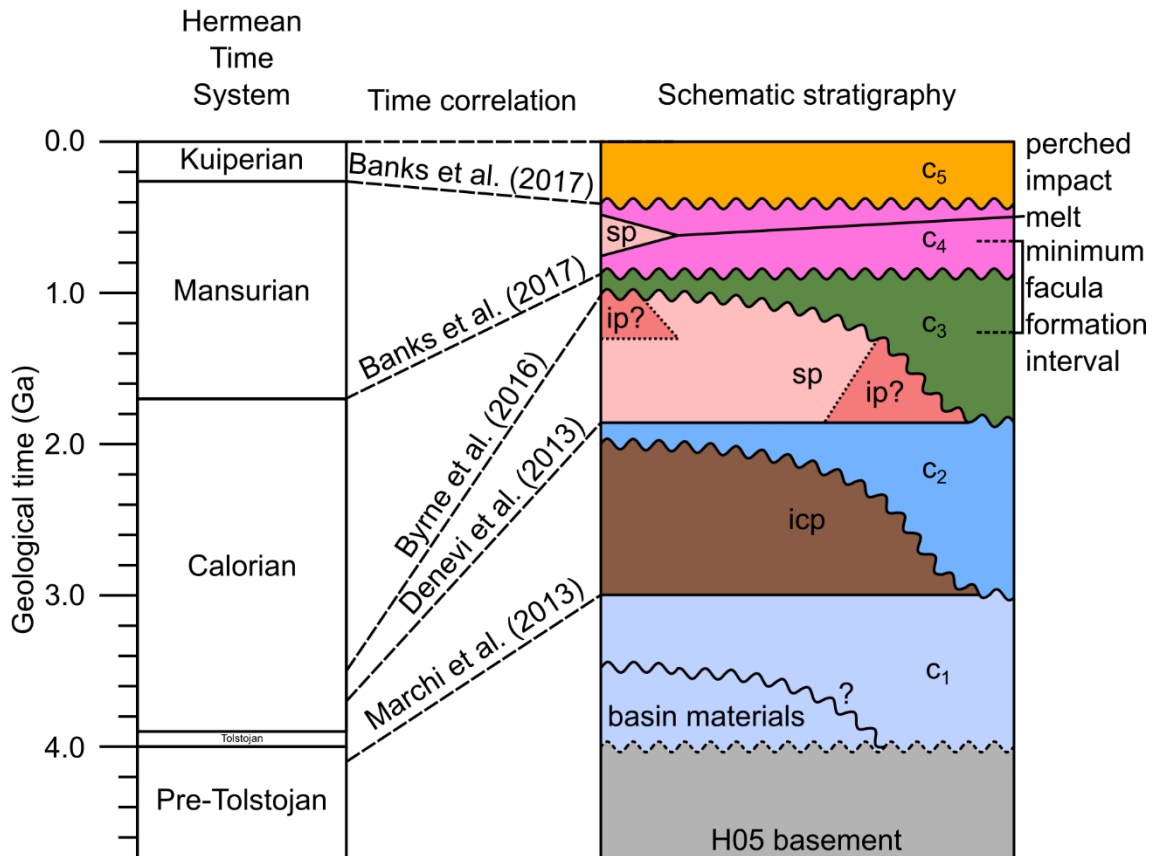 Hermean
Time
System
Time correlation
Schematic stratigraphy
Geological time (Ga)
0.0
1.0
2.0
3.0
4.0
Kuiperian
Mansurian
Calorian
Tolstojan
Pre-Tolstojan
Banks et al. (2017)
Banks et al. (2017)
Byrne et al. (2016)
Denevi et al. (2013)
Marchi et al. (2013)
c5
sp
c4
c3
ip?
sp
ip?
c2
icp
c1
?
basin materials
H05 basement
perched
impact
melt
minimum
facula
formation
interval